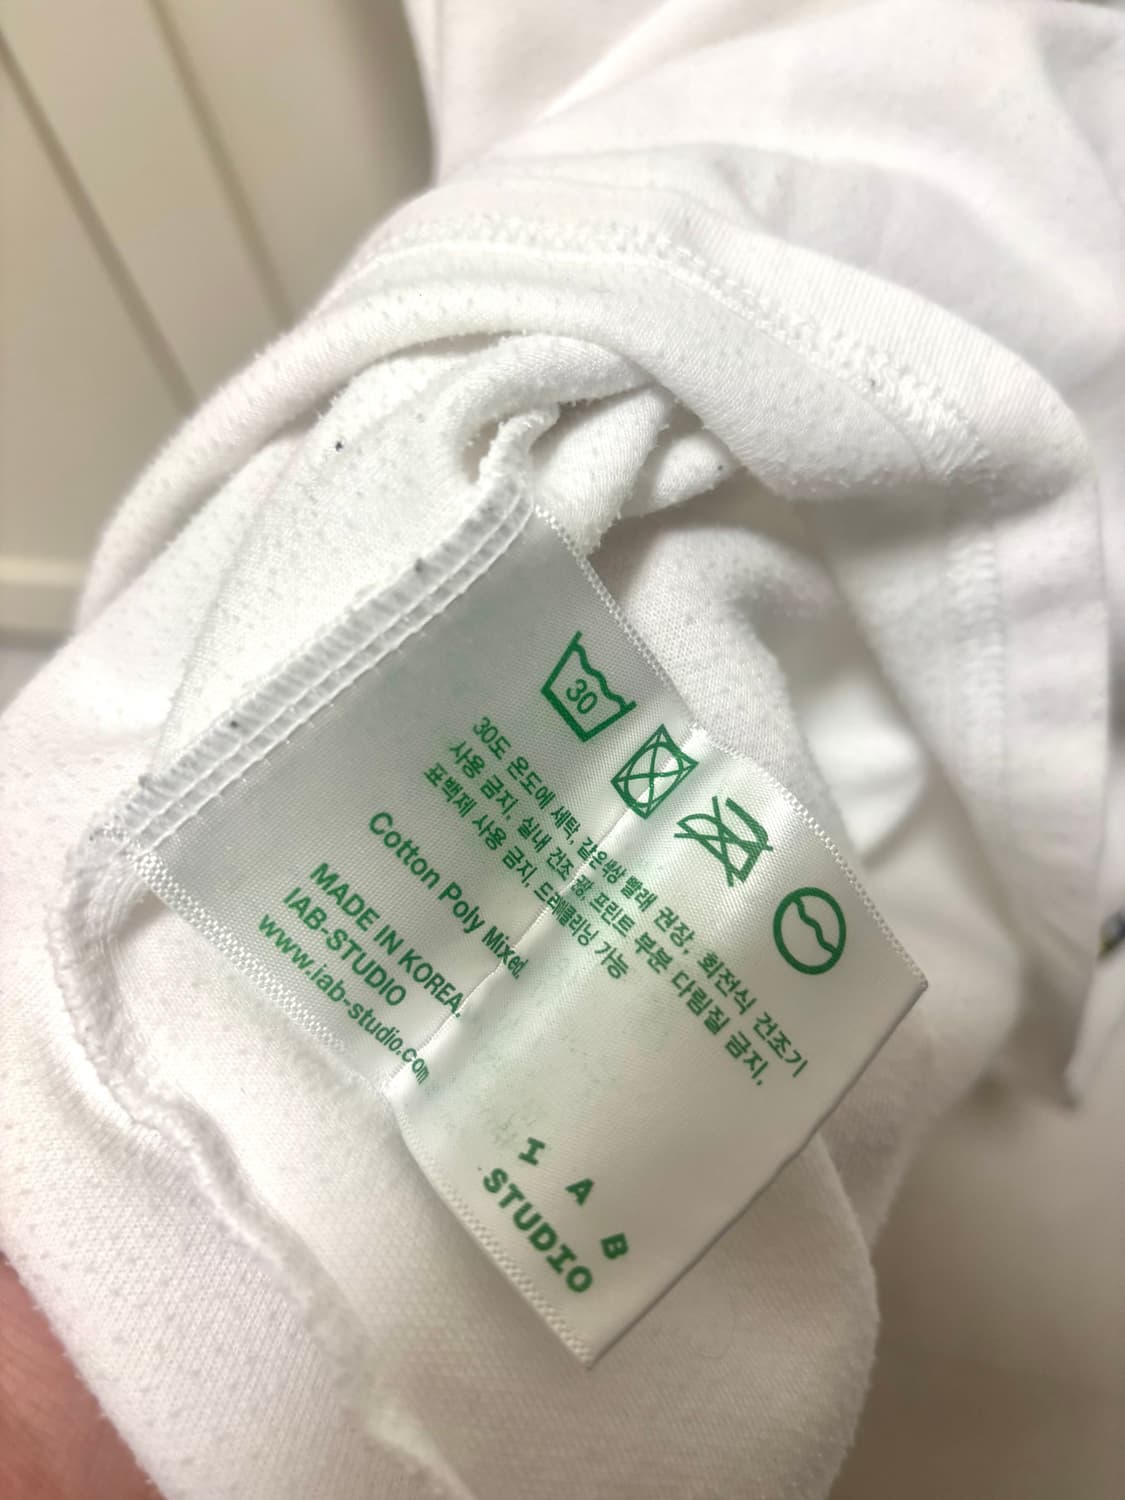 30
30도 온도에 세탁, 같은색상 빨래 권장, 회전식 건조기
사용 금지, 실내 건조 요망, 프린트 부분 다림질 금지,
표백제 사용 금지, 드라이클리닝 가능
Cotton Poly Mixed.
MADE IN KOREA.
IAB-STUDIO
www.iab-studio.com
I A B
STUDIO